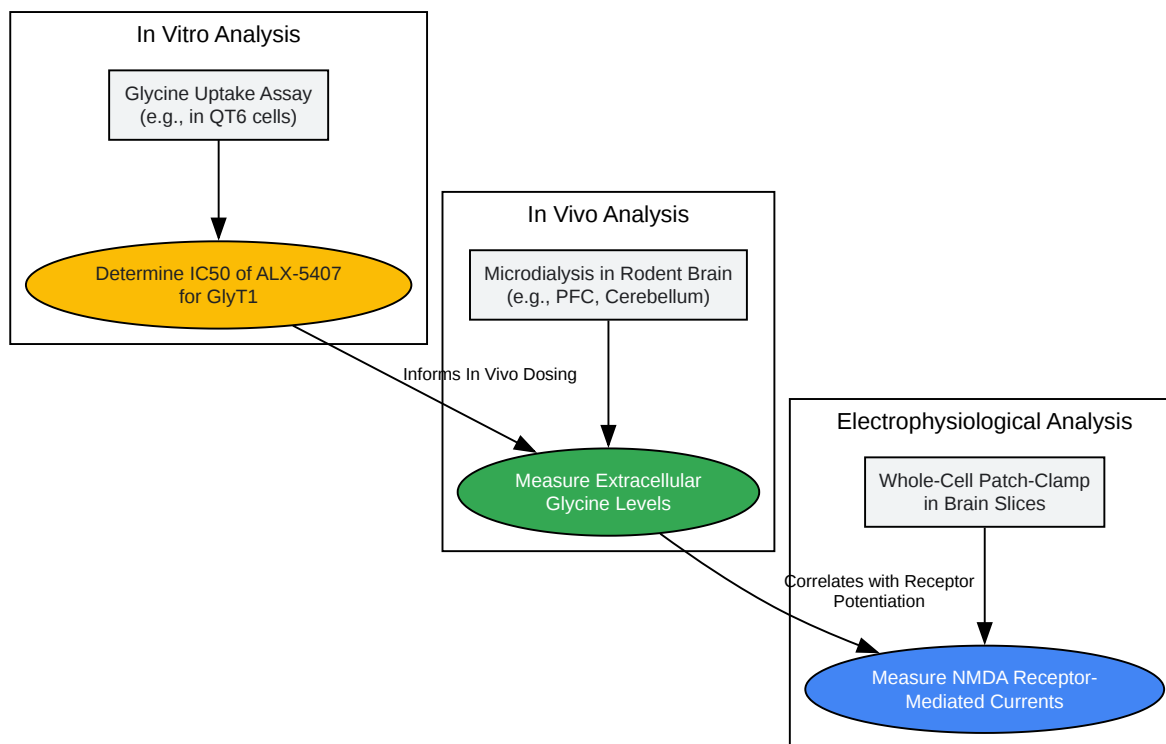 In Vitro Analysis
Glycine Uptake Assay
(e.g., in QT6 cells)
Determine IC50 of ALX-5407
for GlyT1
Informs In Vivo Dosing
In Vivo Analysis
Microdialysis in Rodent Brain
(e.g., PFC, Cerebellum)
Measure Extracellular
Glycine Levels
Correlates with Receptor
Potentiation
Electrophysiological Analysis
Whole-Cell Patch-Clamp
in Brain Slices
Measure NMDA Receptor-
Mediated Currents